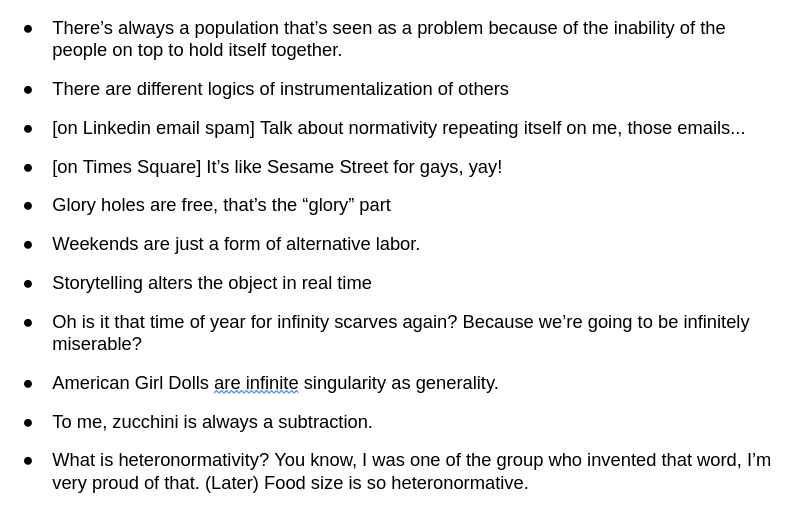 ● There’s always a population that’s seen as a problem because of the inability of the
people on top to hold itself together.
● There are different logics of instrumentalization of others
● [on Linkedin email spam] Talk about normativity repeating itself on me, those emails...
● [on Times Square] It’s like Sesame Street for gays, yay!
● Glory holes are free, that’s the “glory” part
● Weekends are just a form of alternative labor.
● Storytelling alters the object in real time
● Oh is it that time of year for infinity scarves again? Because we’re going to be infinitely
miserable?
● American Girl Dolls are infinite singularity as generality.
● To me, zucchini is always a subtraction.
● What is heteronormativity? You know, I was one of the group who invented that word, I’m
very proud of that. (Later) Food size is so heteronormative.